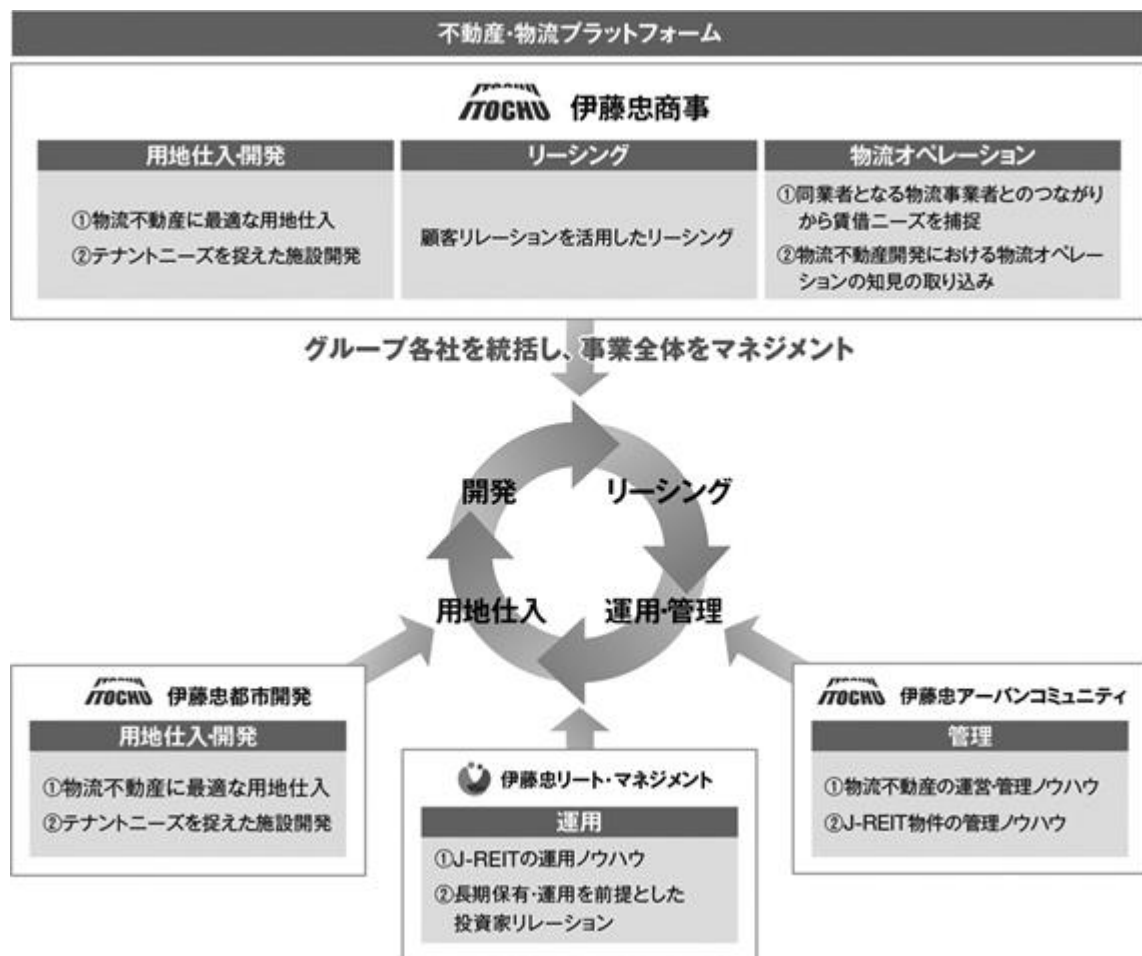 不動産・物流プラットフォーム
ITOCHU 伊藤忠商事
用地仕入・開発
①物流不動産に最適な用地仕入
②テナントニーズを捉えた施設開発
リーシング
顧客リレーションを活用したリーシング
物流オペレーション
①同業者となる物流事業者とのつながり
から賃借ニーズを捕捉
②物流不動産開発における物流オペレー
ションの知見の取り込み
グループ各社を統括し、事業全体をマネジメント
開発
リーシング
用地仕入
運用・管理
ITOCHU 伊藤忠都市開発
用地仕入・開発
①物流不動産に最適な用地仕入
②テナントニーズを捉えた施設開発
伊藤忠リート・マネジメント
運用
①J-REITの運用ノウハウ
②長期保有・運用を前提とした
投資家リレーション
ITOCHU 伊藤忠アーバンコミュニティ
管理
①物流不動産の運営・管理ノウハウ
②J-REIT物件の管理ノウハウ